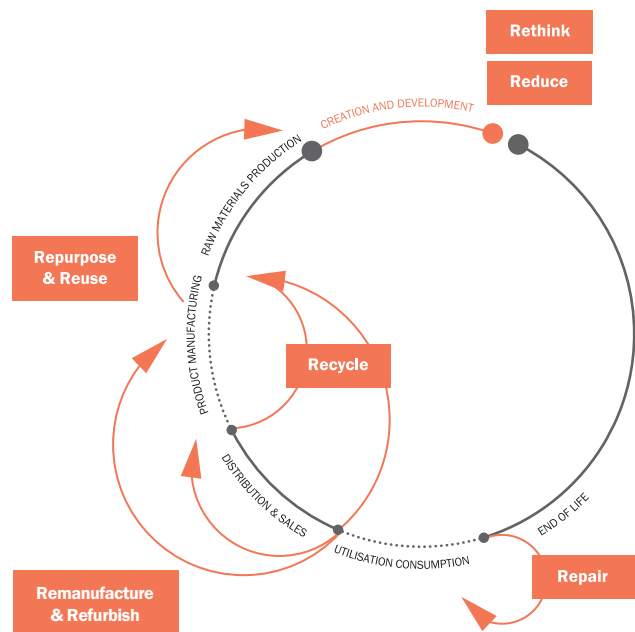 Rethink
Reduce
CREATION AND DEVELOPMENT
RAW MATERIALS PRODUCTION
Repurpose
& Reuse
PRODUCT MANUFACTURING
Recycle
DISTRIBUTION & SALES
END OF LIFE
UTILISATION CONSUMPTION
Repair
Remanufacture
& Refurbish